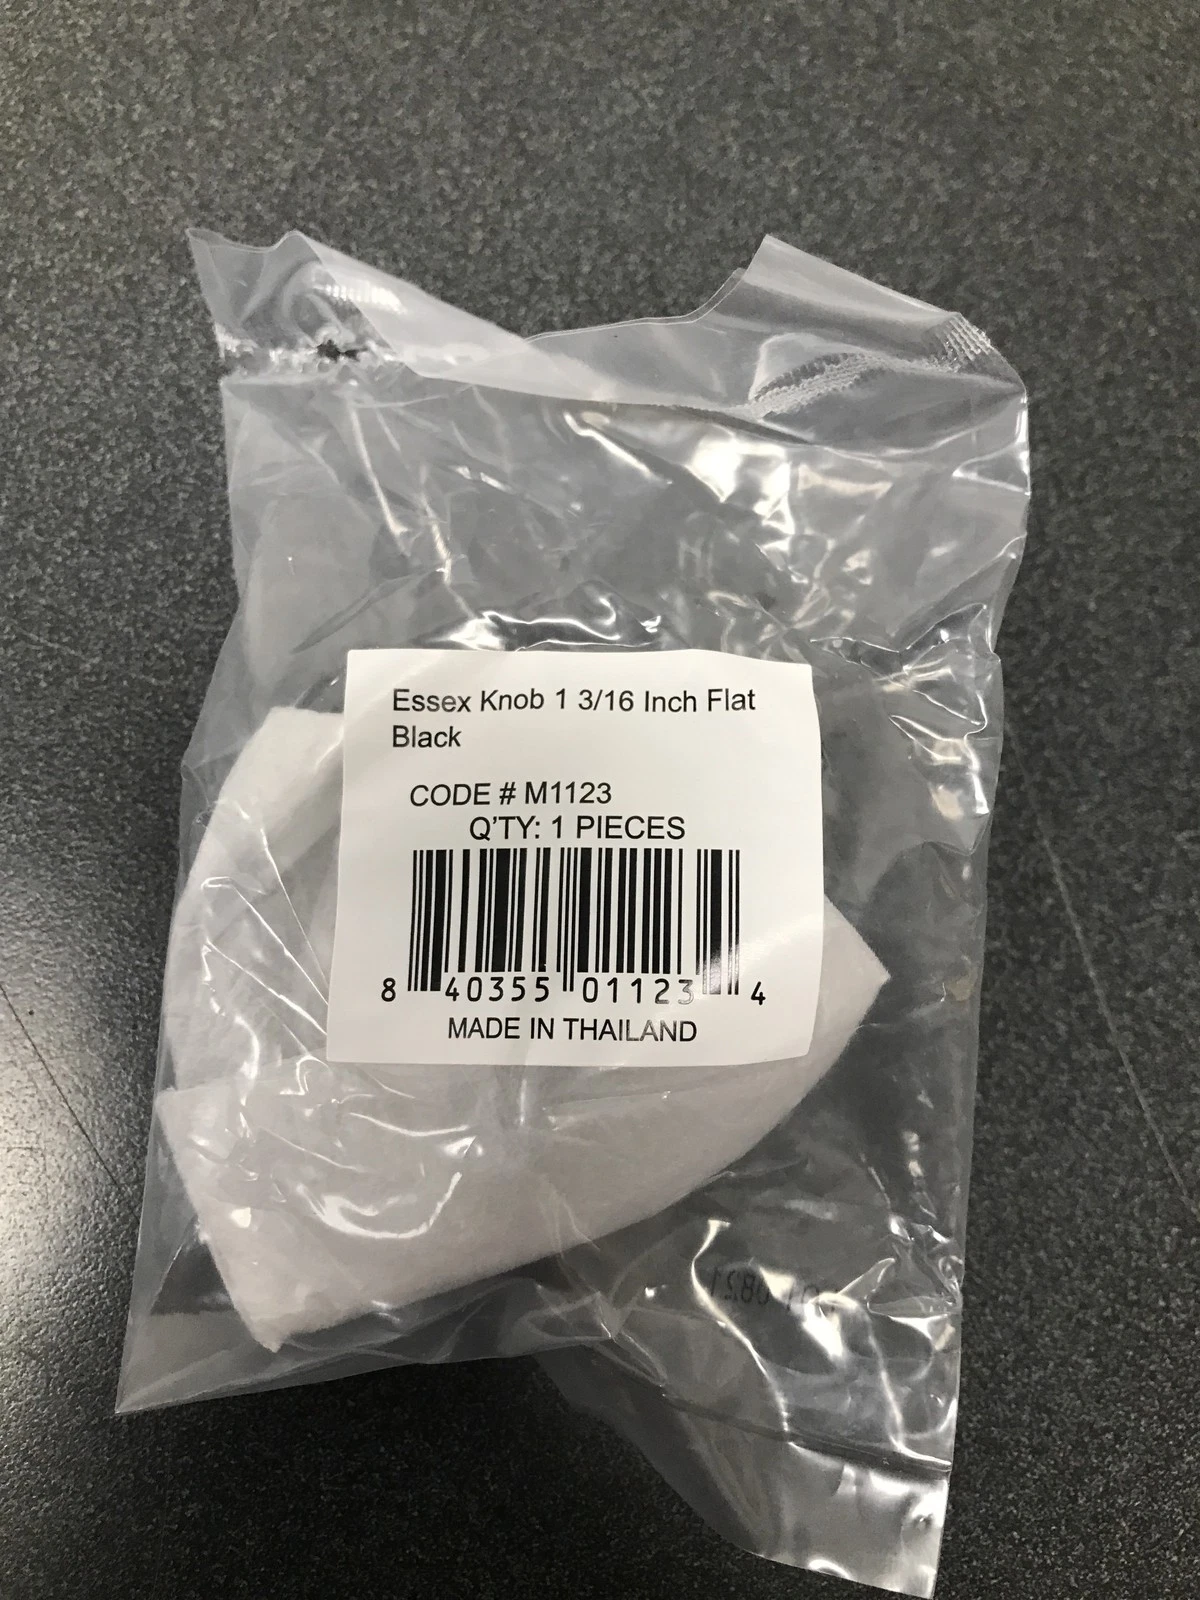 Essex Knob 1 3/16 Inch Flat
Black
CODE # M1123
Q'TY: 1 PIECES
8 40355 01123 4
MADE IN THAILAND